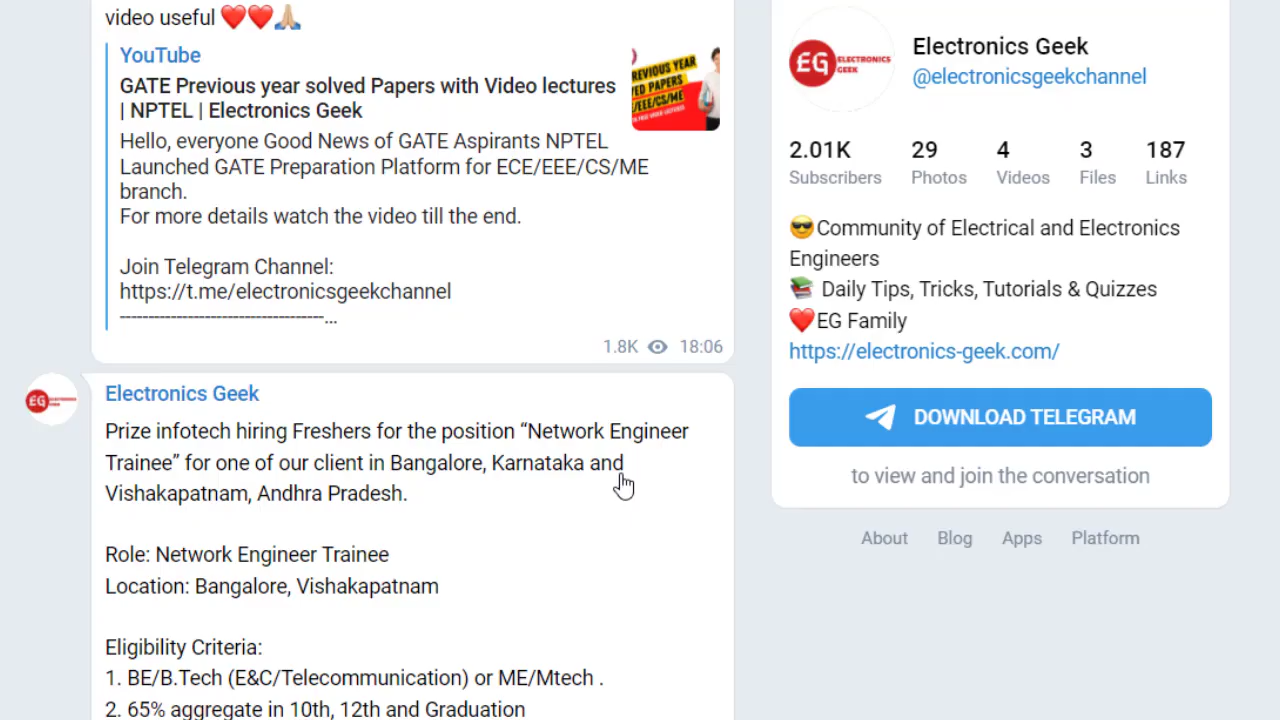 video useful ❤️❤️🙏🏼
YouTube
GATE Previous year solved Papers with Video lectures
| NPTEL | Electronics Geek
Hello, everyone Good News of GATE Aspirants NPTEL
Launched GATE Preparation Platform for ECE/EEE/CS/ME
branch.
For more details watch the video till the end.
Join Telegram Channel:
https://t.me/electronicsgeekchannel
-----------------------------------...
1.8K 18:06
EG ELECTRONICS GEEK
Electronics Geek
Prize infotech hiring Freshers for the position “Network Engineer
Trainee” for one of our client in Bangalore, Karnataka and
Vishakapatnam, Andhra Pradesh.
Role: Network Engineer Trainee
Location: Bangalore, Vishakapatnam
Eligibility Criteria:
1. BE/B.Tech (E&C/Telecommunication) or ME/Mtech .
2. 65% aggregate in 10th, 12th and Graduation
EG ELECTRONICS
GEEK
Electronics Geek
@electronicsgeekchannel
2.01K 29 4 3 187
Subscribers Photos Videos Files Links
😎Community of Electrical and Electronics
Engineers
📚 Daily Tips, Tricks, Tutorials & Quizzes
❤️EG Family
https://electronics-geek.com/
DOWNLOAD TELEGRAM
to view and join the conversation
About Blog Apps Platform